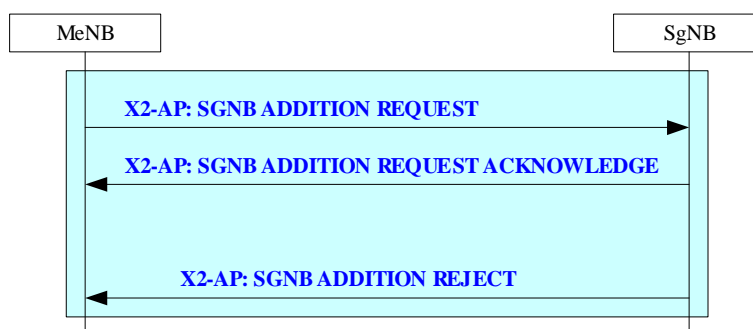 MeNB
SgNB
X2-AP: SGNB ADDITION REQUEST
X2-AP: SGNB ADDITION REQUEST ACKNOWLEDGE
X2-AP: SGNB ADDITION REJECT